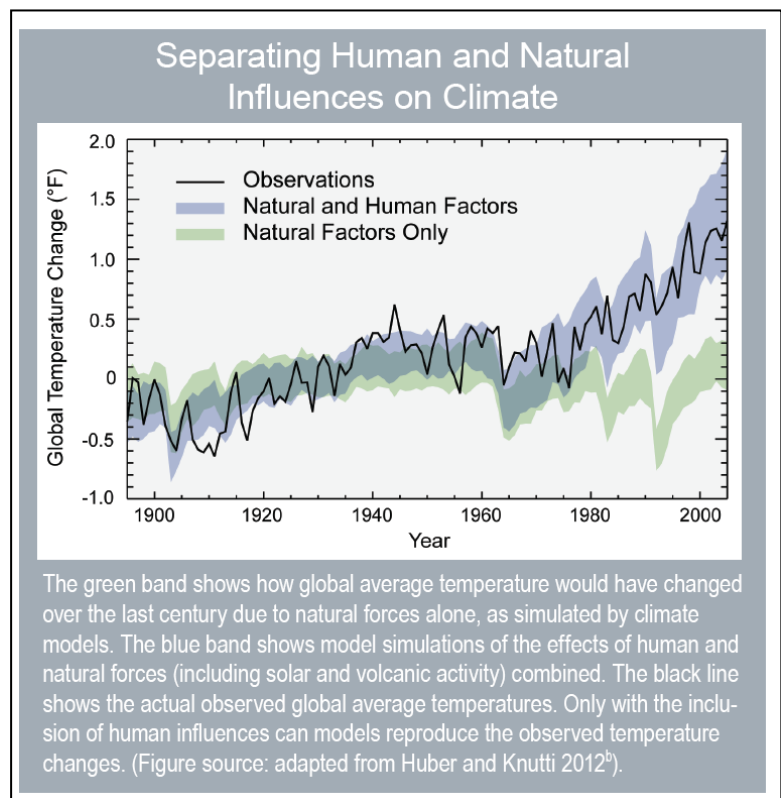 Separating Human and Natural
Influences on Climate
Global Temperature Change (°F)
2.0
1.5
1.0
0.5
0
-0.5
-1.0
Observations
Natural and Human Factors
Natural Factors Only
1900
1920
1940
1960
1980
2000
Year
The green band shows how global average temperature would have changed
over the last century due to natural forces alone, as simulated by climate
models. The blue band shows model simulations of the effects of human and
natural forces (including solar and volcanic activity) combined. The black line
shows the actual observed global average temperatures. Only with the inclu-
sion of human influences can models reproduce the observed temperature
changes. (Figure source: adapted from Huber and Knutti 2012ᵇ).